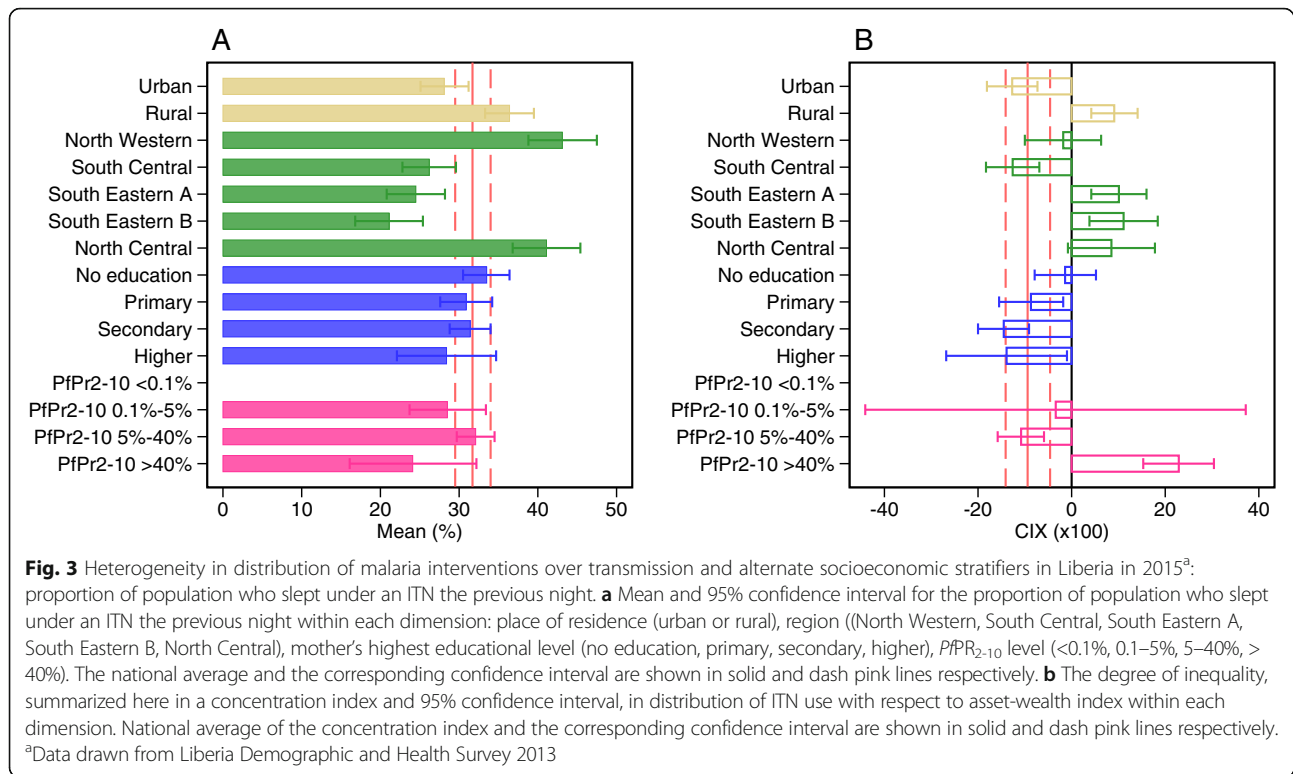 A
B
Urban
Rural
North Western
South Central
South Eastern A
South Eastern B
North Central
No education
Primary
Secondary
Higher
PfPr2-10 <0.1%
PfPr2-10 0.1%-5%
PfPr2-10 5%-40%
PfPr2-10 >40%
0 10 20 30 40 50
Mean (%)
Urban
Rural
North Western
South Central
South Eastern A
South Eastern B
North Central
No education
Primary
Secondary
Higher
PfPr2-10 <0.1%
PfPr2-10 0.1%-5%
PfPr2-10 5%-40%
PfPr2-10 >40%
-40 -20 0 20 40
CIX (x100)
Fig. 3 Heterogeneity in distribution of malaria interventions over transmission and alternate socioeconomic stratifiers in Liberia in 2015ᵃ:
proportion of population who slept under an ITN the previous night. a Mean and 95% confidence interval for the proportion of population who slept
under an ITN the previous night within each dimension: place of residence (urban or rural), region ((North Western, South Central, South Eastern A,
South Eastern B, North Central), mother's highest educational level (no education, primary, secondary, higher), PfPR₂₋₁₀ level (<0.1%, 0.1–5%, 5–40%, >
40%). The national average and the corresponding confidence interval are shown in solid and dash pink lines respectively. b The degree of inequality,
summarized here in a concentration index and 95% confidence interval, in distribution of ITN use with respect to asset-wealth index within each
dimension. National average of the concentration index and the corresponding confidence interval are shown in solid and dash pink lines respectively.
ᵃData drawn from Liberia Demographic and Health Survey 2013